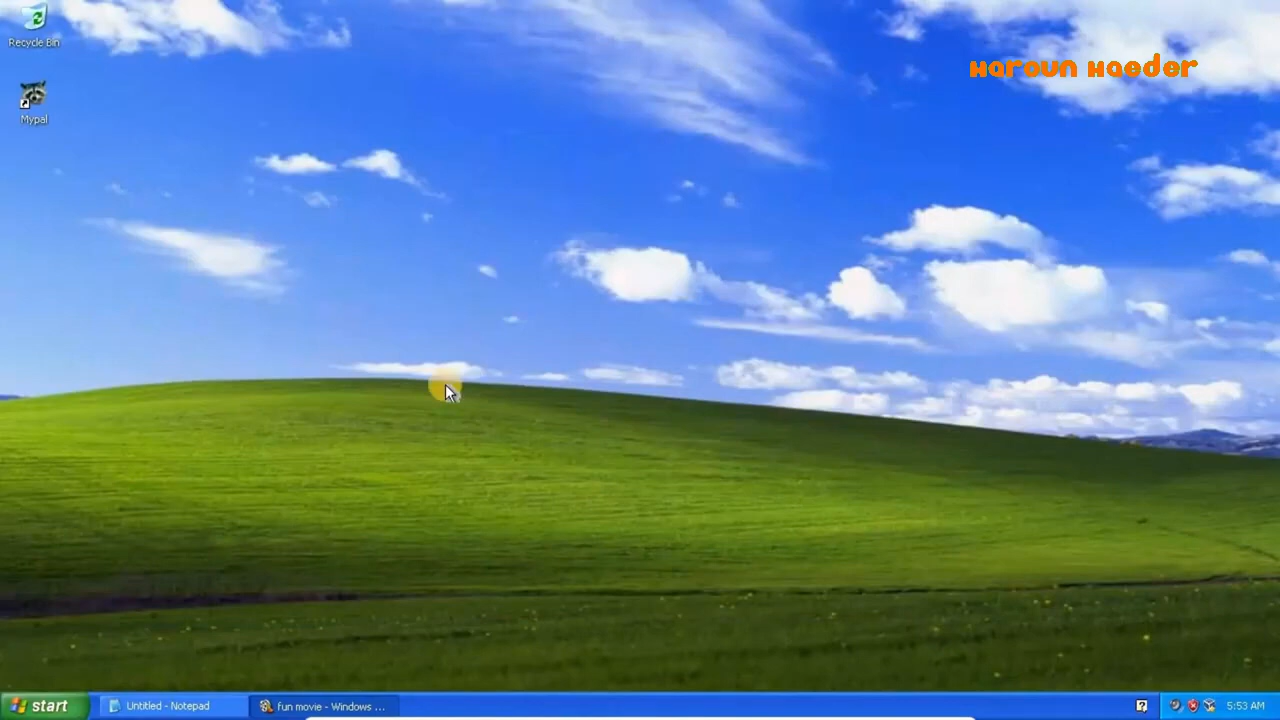 Recycle Bin
Haroun Haeder
Mypal
start
Untitled - Notepad
fun movie - Windows ...
?
5:53 AM